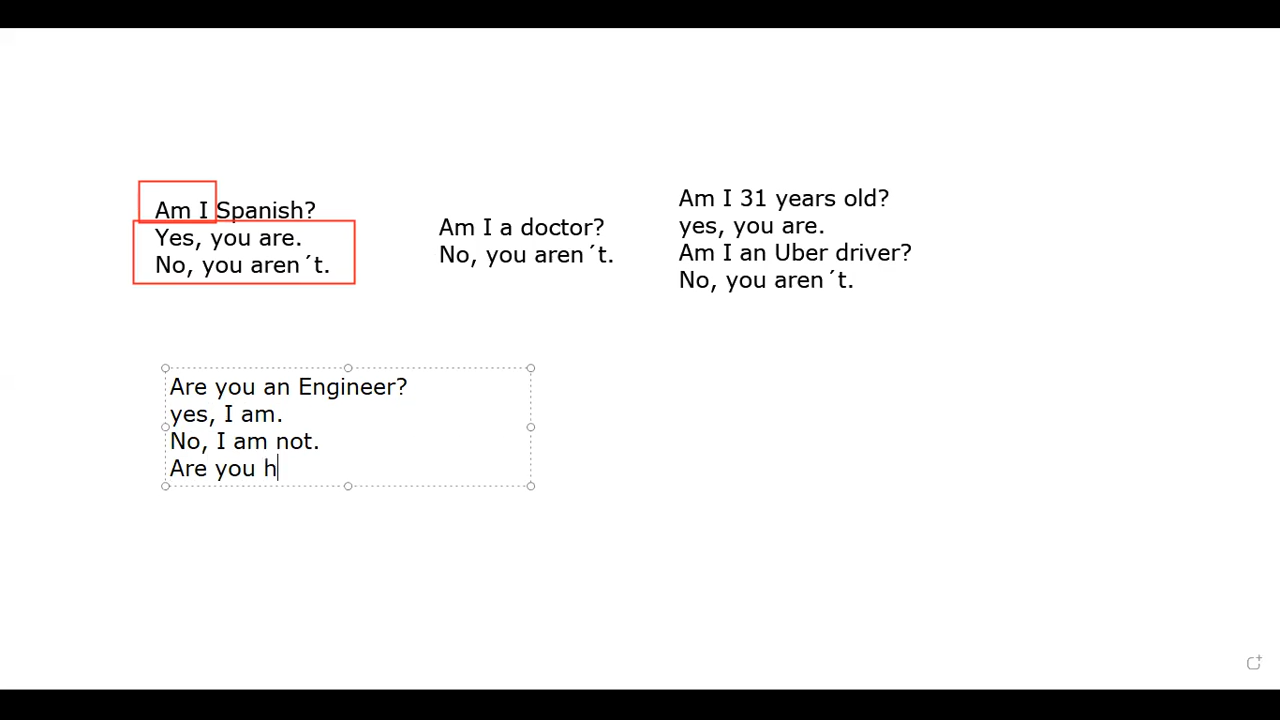 Am I Spanish?
Yes, you are.
No, you aren´t.
Am I a doctor?
No, you aren´t.
Am I 31 years old?
yes, you are.
Am I an Uber driver?
No, you aren´t.
Are you an Engineer?
yes, I am.
No, I am not.
Are you h